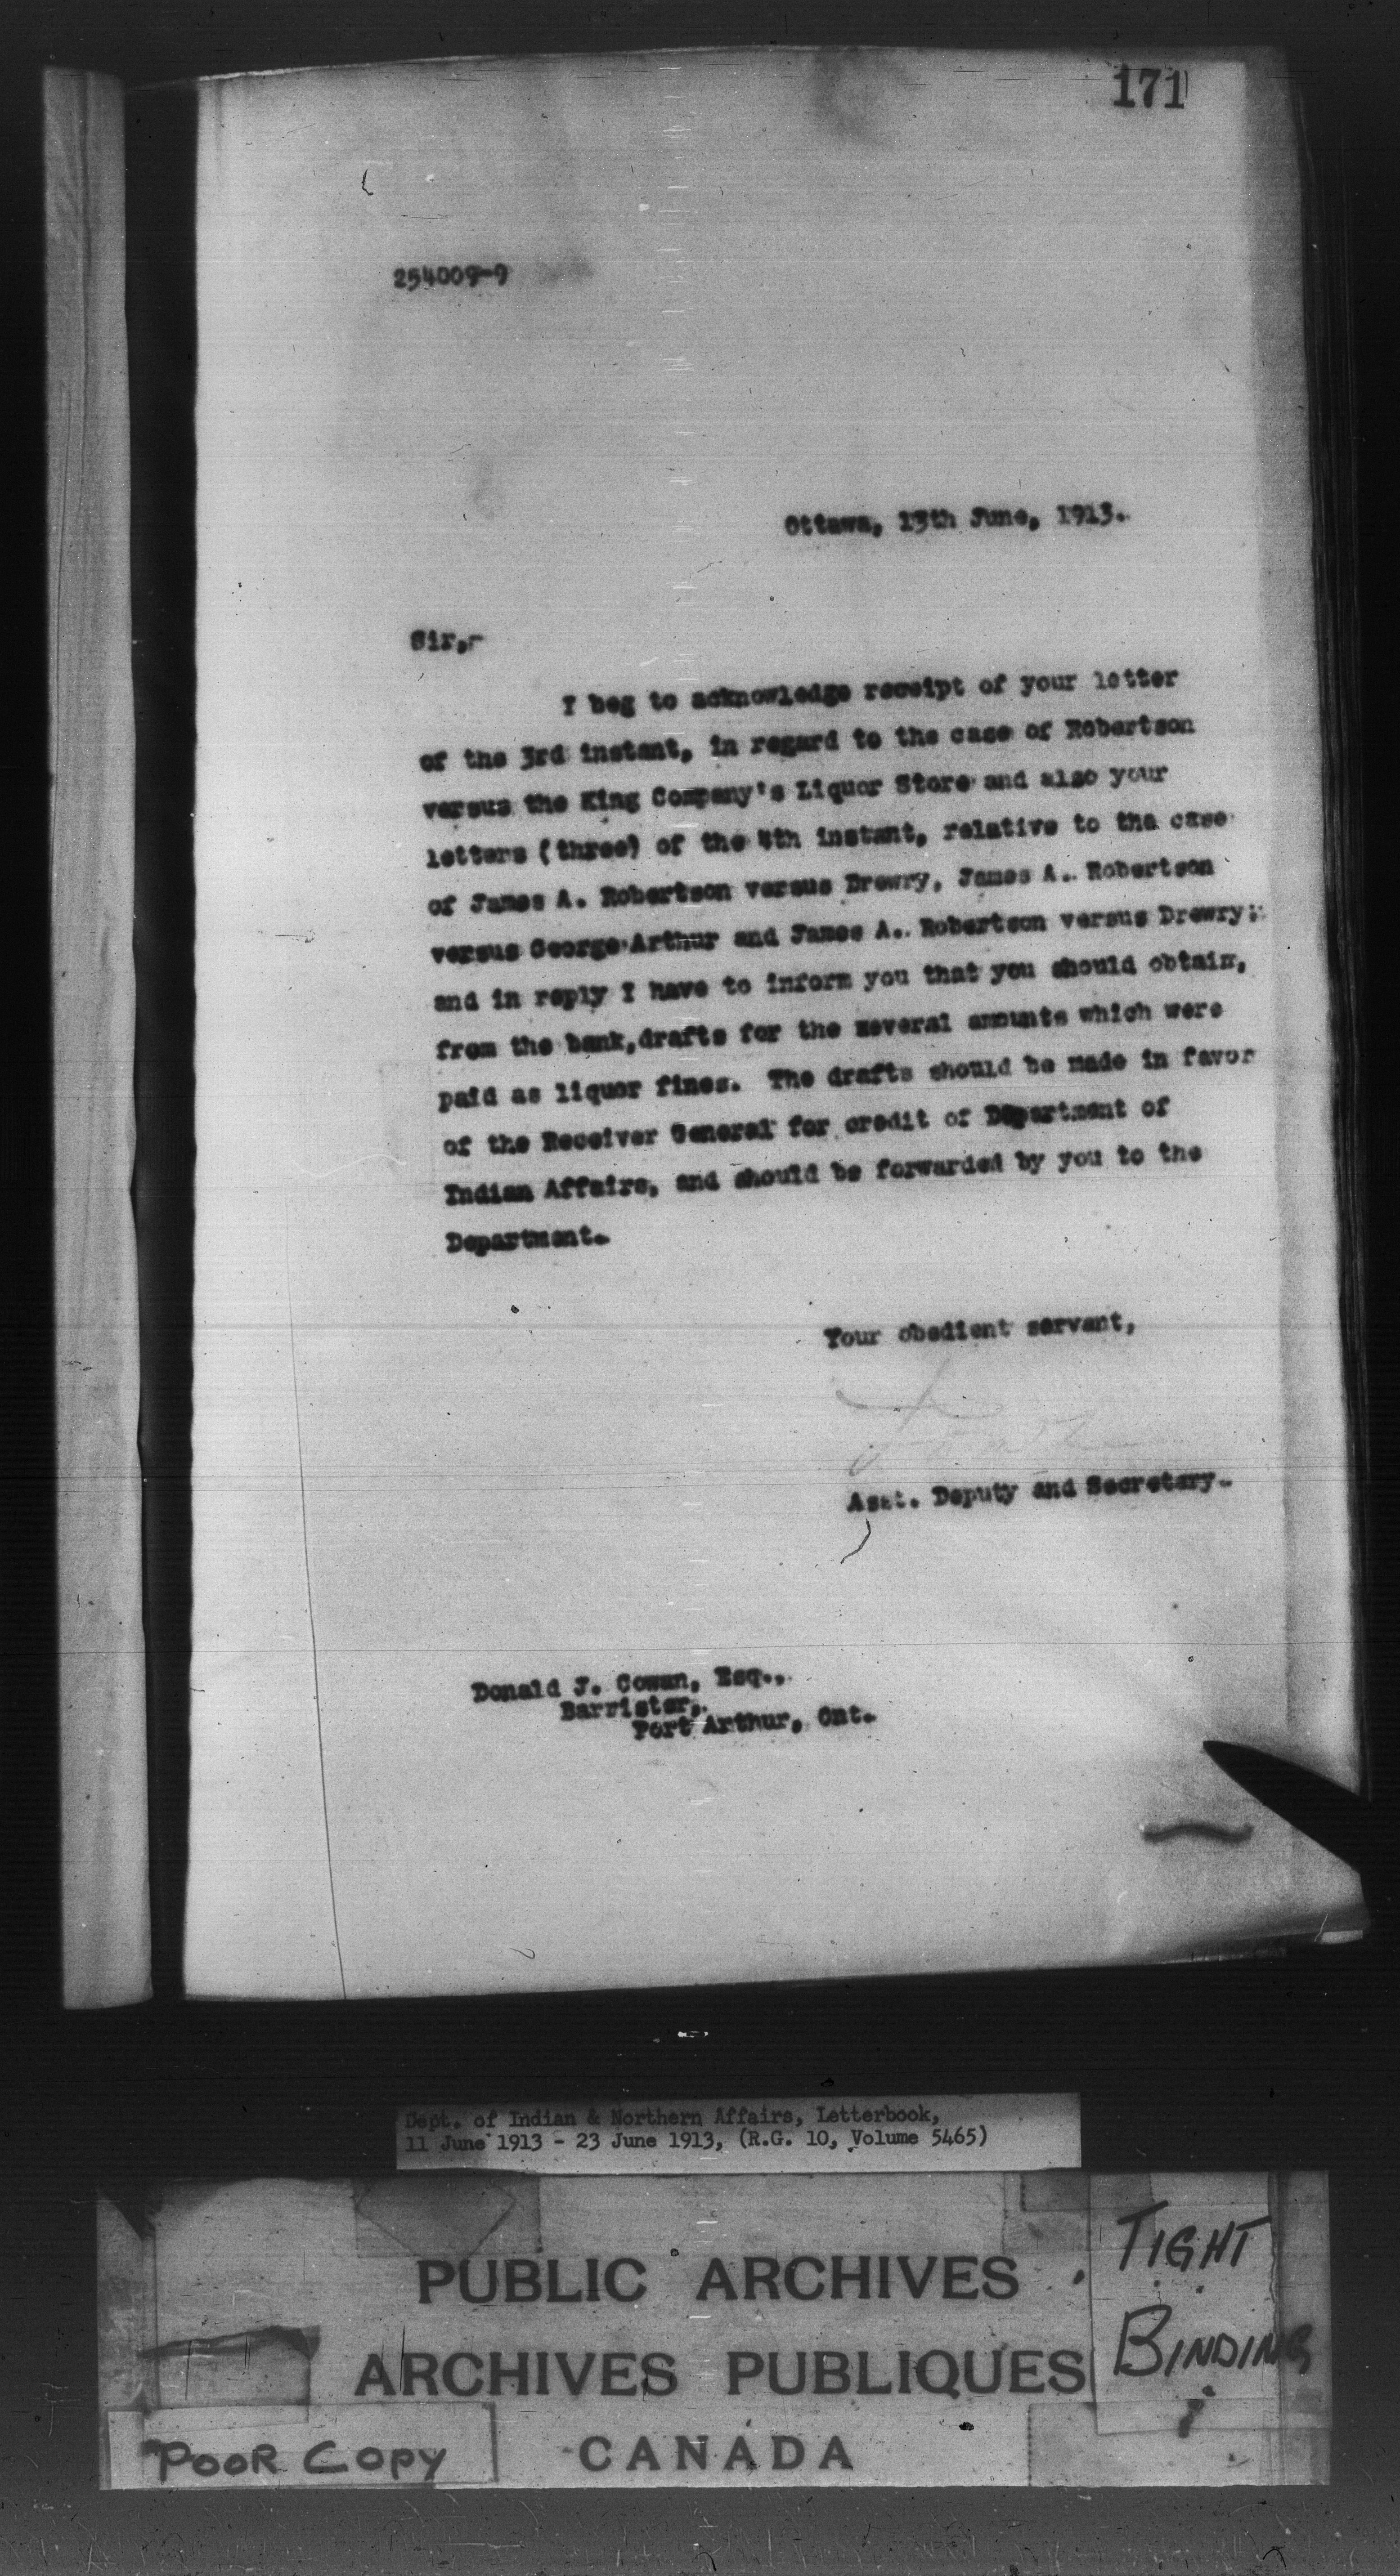 171
254009-9
Ottawa, 13th June, 1913.
Sir,-
I beg to acknowledge receipt of your letter
of the 3rd instant, in regard to the case of Robertson
versus the King Company's Liquor Store and also your
letters (three) of the 4th instant, relative to the case
of James A. Robertson versus Drewry, James A. Robertson
versus George Arthur and James A. Robertson versus Drewry;
and in reply I have to inform you that you should obtain,
from the bank, drafts for the several amounts which were
paid as liquor fines. The drafts should be made in favor
of the Receiver General for credit of Department of
Indian Affairs, and should be forwarded by you to the
Department.
Your obedient servant,
Asst. Deputy and Secretary.
Donald J. Cowan, Esq.,
Barrister,
Port Arthur, Ont.
Dept. of Indian & Northern Affairs, Letterbook,
11 June 1913 - 23 June 1913, (R.G. 10, Volume 5465)
PUBLIC ARCHIVES
ARCHIVES PUBLIQUES
CANADA
TIGHT
BINDING
POOR COPY